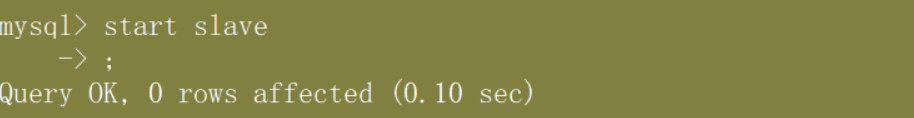 mysql> start slave
    -> ;
Query OK, 0 rows affected (0.10 sec)